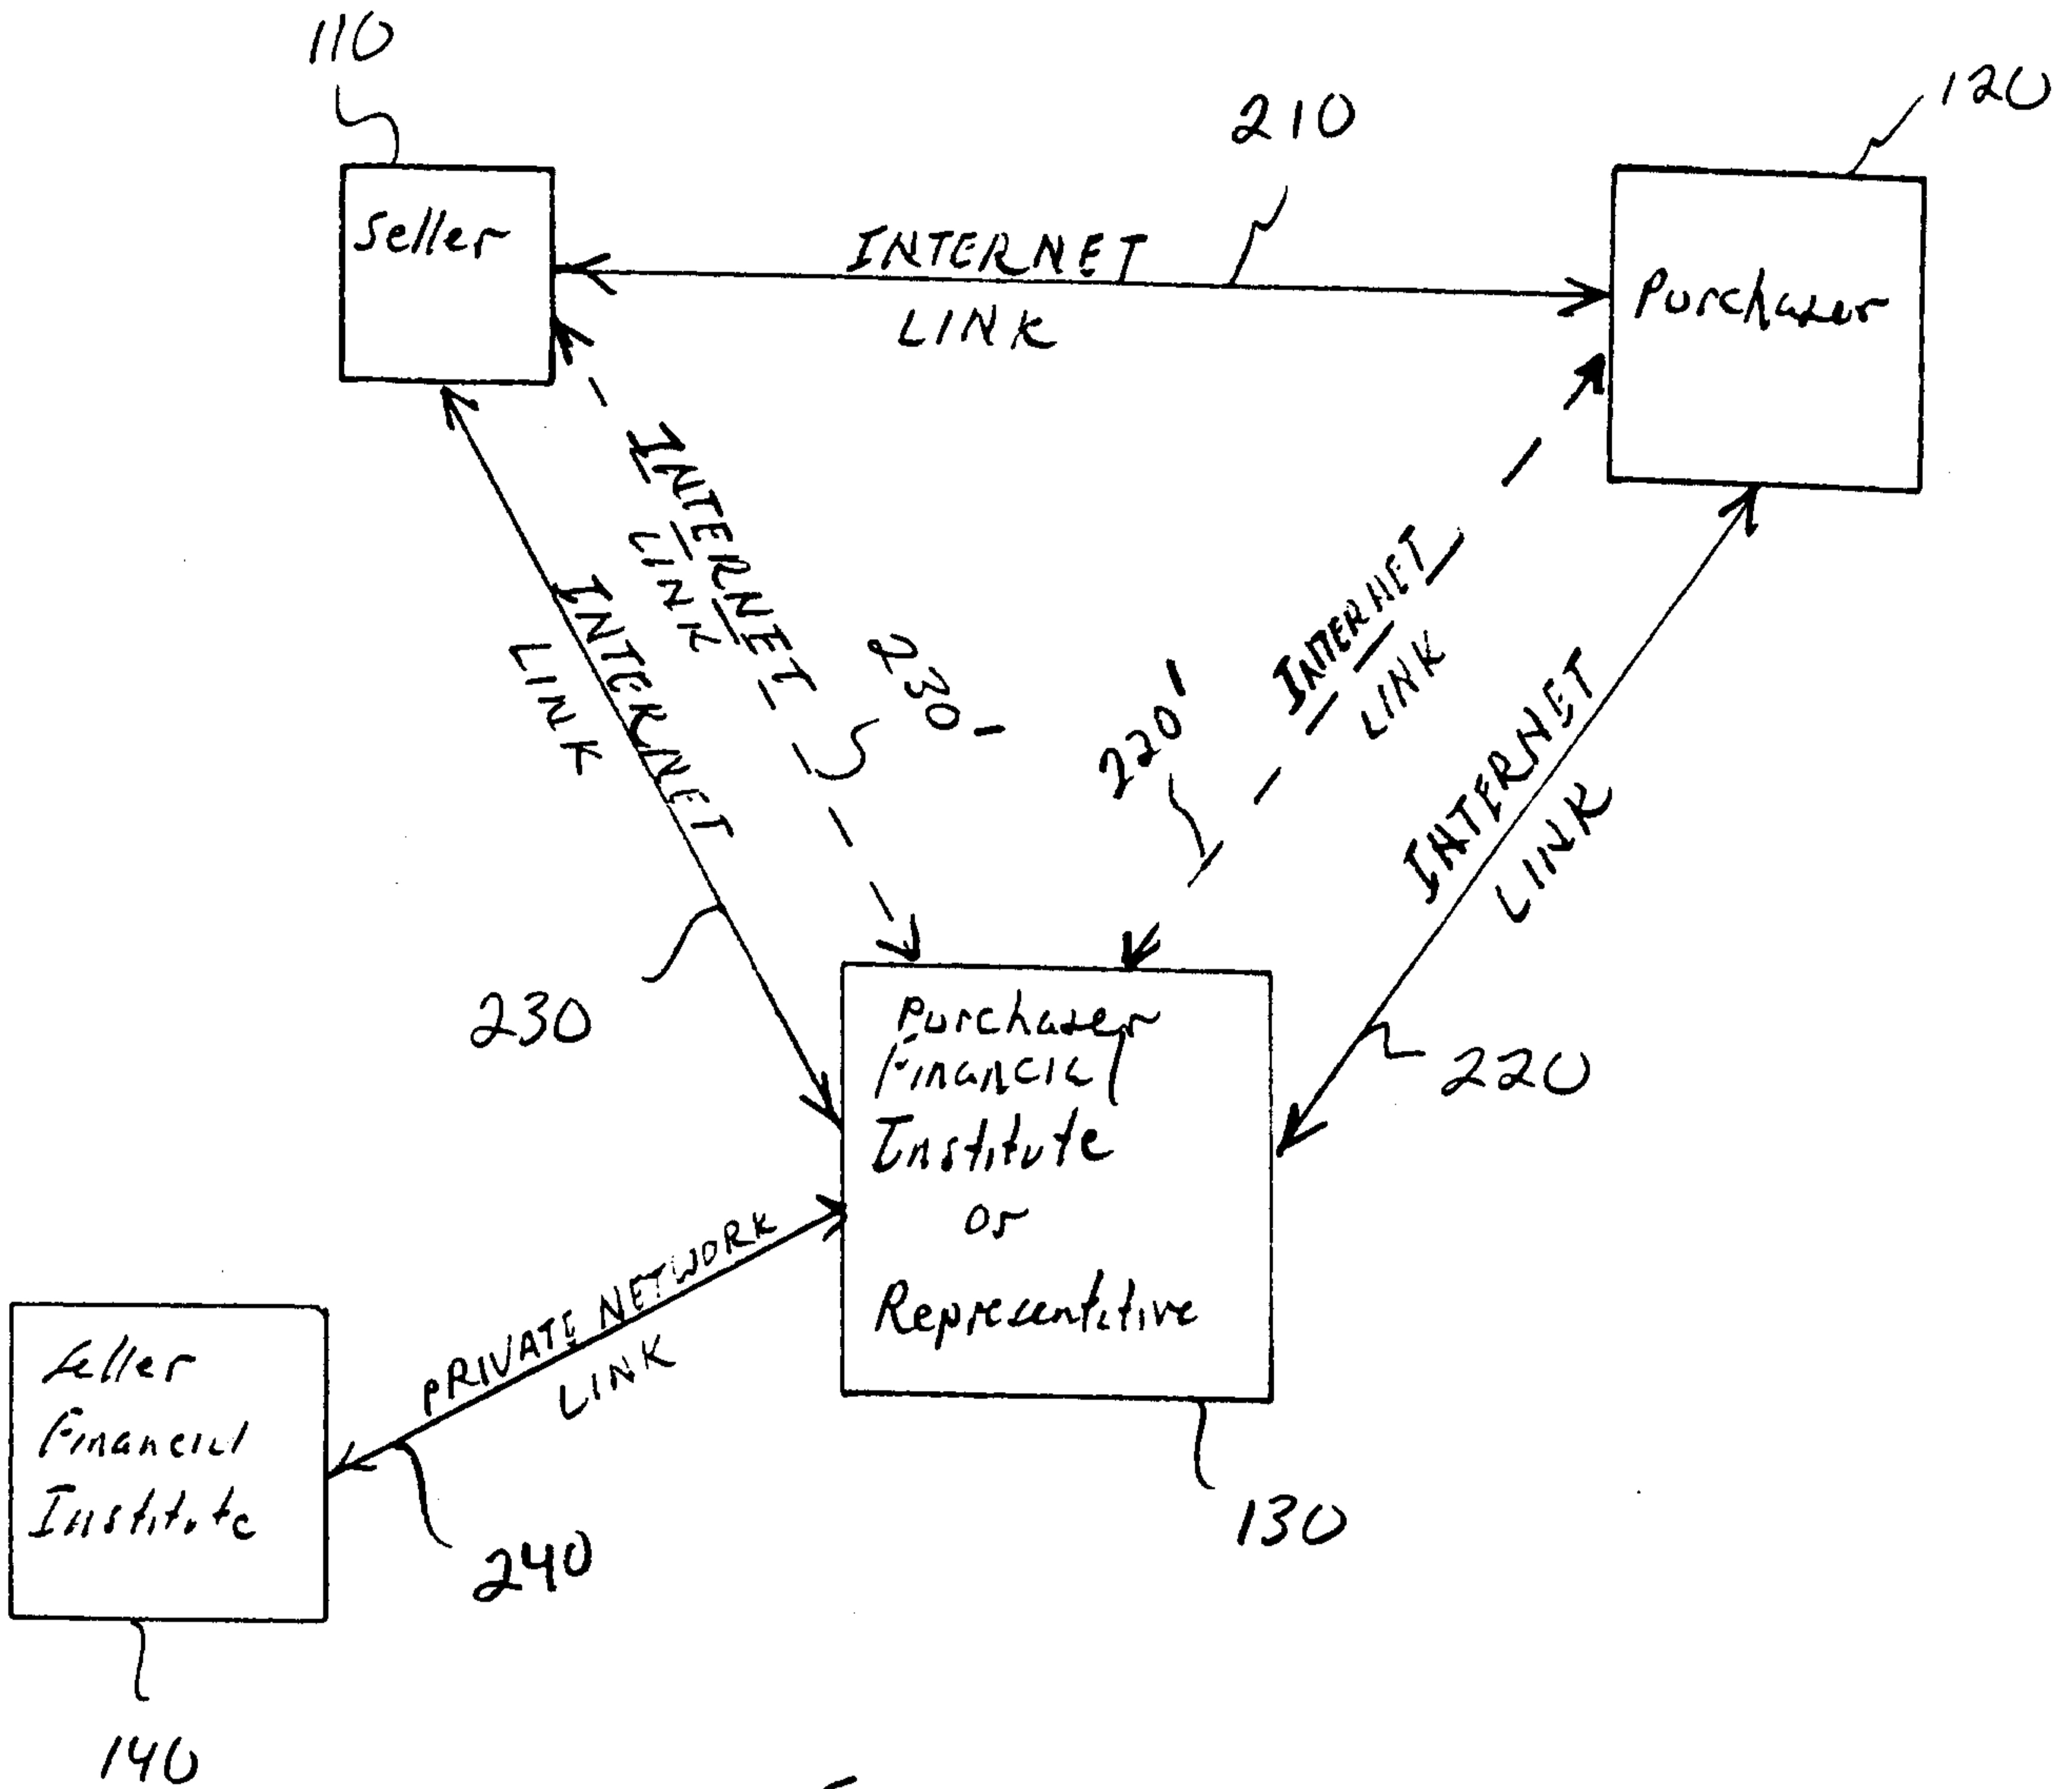 110
120
210
Seller
INTERNET
LINK
Purchaser
INTERNET
LINK
230'
INTERNET
LINK
220'
INTERNET
LINK
INTERNET
LINK
230
220
Purchaser
Financial
Institute
or
Representitive
130
PRIVATE NETWORK
LINK
240
Seller
Financial
Institute
140